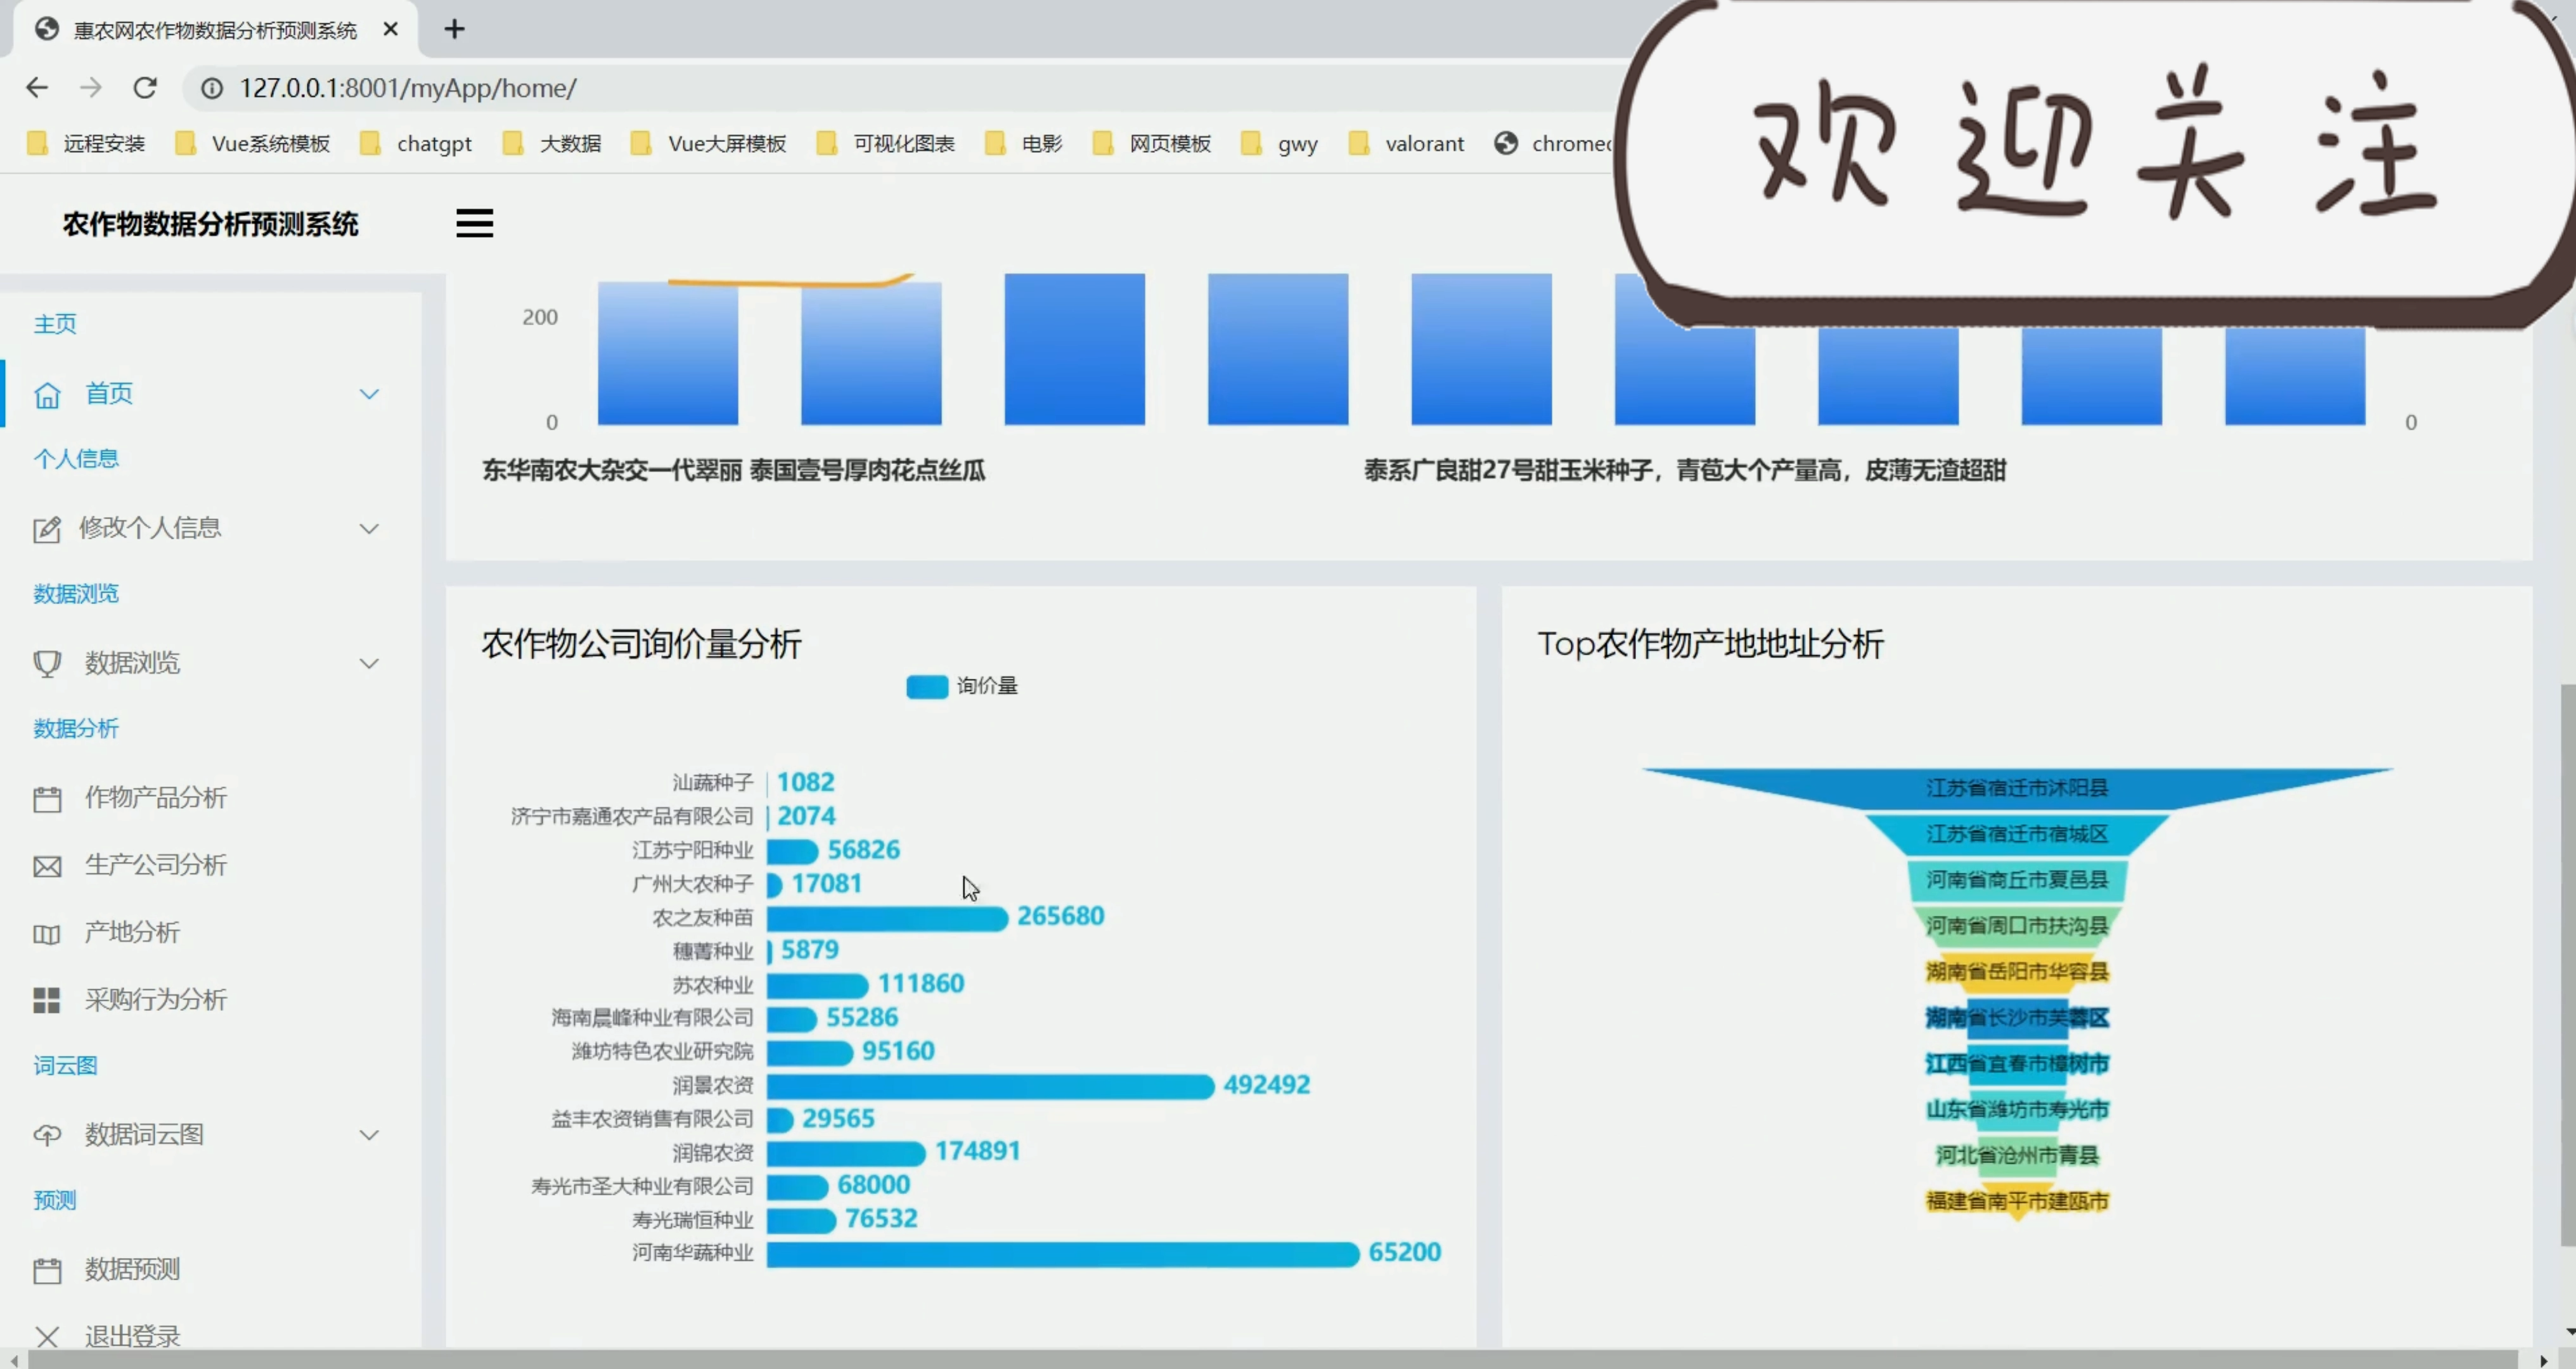 惠农网农作物数据分析预测系统
127.0.0.1:8001/myApp/home/
远程安装 Vue系统模板 chatgpt 大数据 Vue大屏模板 可视化图表 电影 网页模板 gwy valorant
欢迎关注
农作物数据分析预测系统
主页
首页
个人信息
修改个人信息
数据浏览
数据浏览
数据分析
作物产品分析
生产公司分析
产地分析
采购行为分析
词云图
数据词云图
预测
数据预测
退出登录
200
0
0
东华南农大杂交一代翠丽 泰国壹号厚肉花点丝瓜
泰系广良甜27号甜玉米种子，青苞大个产量高，皮薄无渣超甜
农作物公司询价量分析
询价量
汕蔬种子 1082
济宁市嘉通农产品有限公司 2074
江苏宁阳种业 56826
广州大农种子 17081
农之友种苗 265680
穗菁种业 5879
苏农种业 111860
海南晨峰种业有限公司 55286
潍坊特色农业研究院 95160
润景农资 492492
益丰农资销售有限公司 29565
润锦农资 174891
寿光市圣大种业有限公司 68000
寿光瑞恒种业 76532
河南华蔬种业 65200
Top农作物产地地址分析
江苏省宿迁市沭阳县
江苏省宿迁市宿城区
河南省商丘市夏邑县
河南省周口市扶沟县
湖南省岳阳市华容县
湖南省长沙市芙蓉区
江西省宜春市樟树市
山东省潍坊市寿光市
河北省沧州市青县
福建省南平市建瓯市